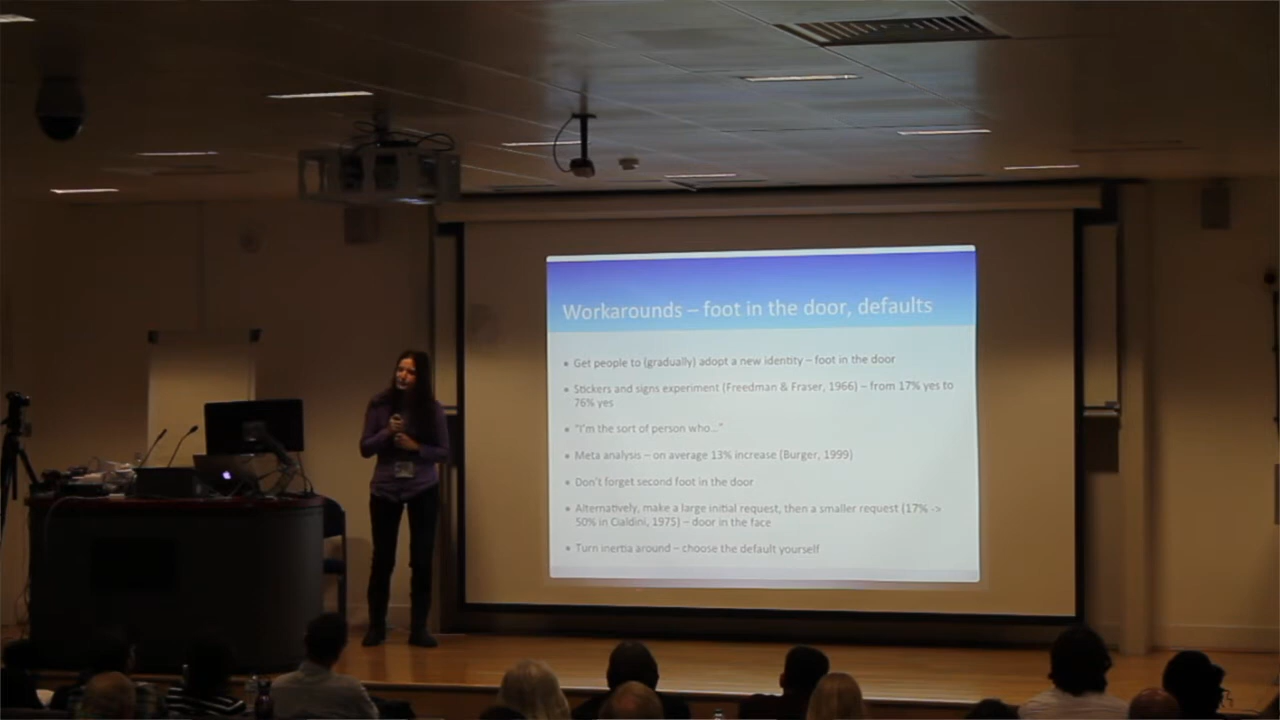 Workarounds – foot in the door, defaults
• Get people to (gradually) adopt a new identity – foot in the door
• Stickers and signs experiment (Freedman & Fraser, 1966) – from 17% yes to
76% yes
• "I'm the sort of person who..."
• Meta analysis – on average 13% increase (Burger, 1999)
• Don't forget second foot in the door
• Alternatively, make a large initial request, then a smaller request (17% ->
50% in Cialdini, 1975) – door in the face
• Turn inertia around – choose the default yourself